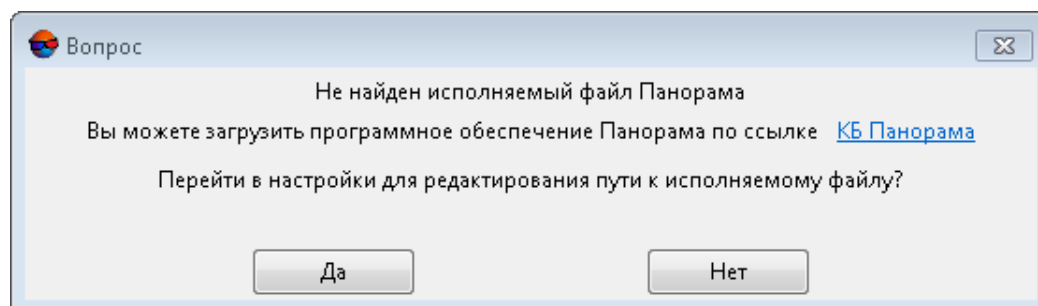 Вопрос
Не найден исполняемый файл Панорама
Вы можете загрузить программное обеспечение Панорама по ссылке КБ Панорама
Перейти в настройки для редактирования пути к исполняемому файлу?
Да Нет